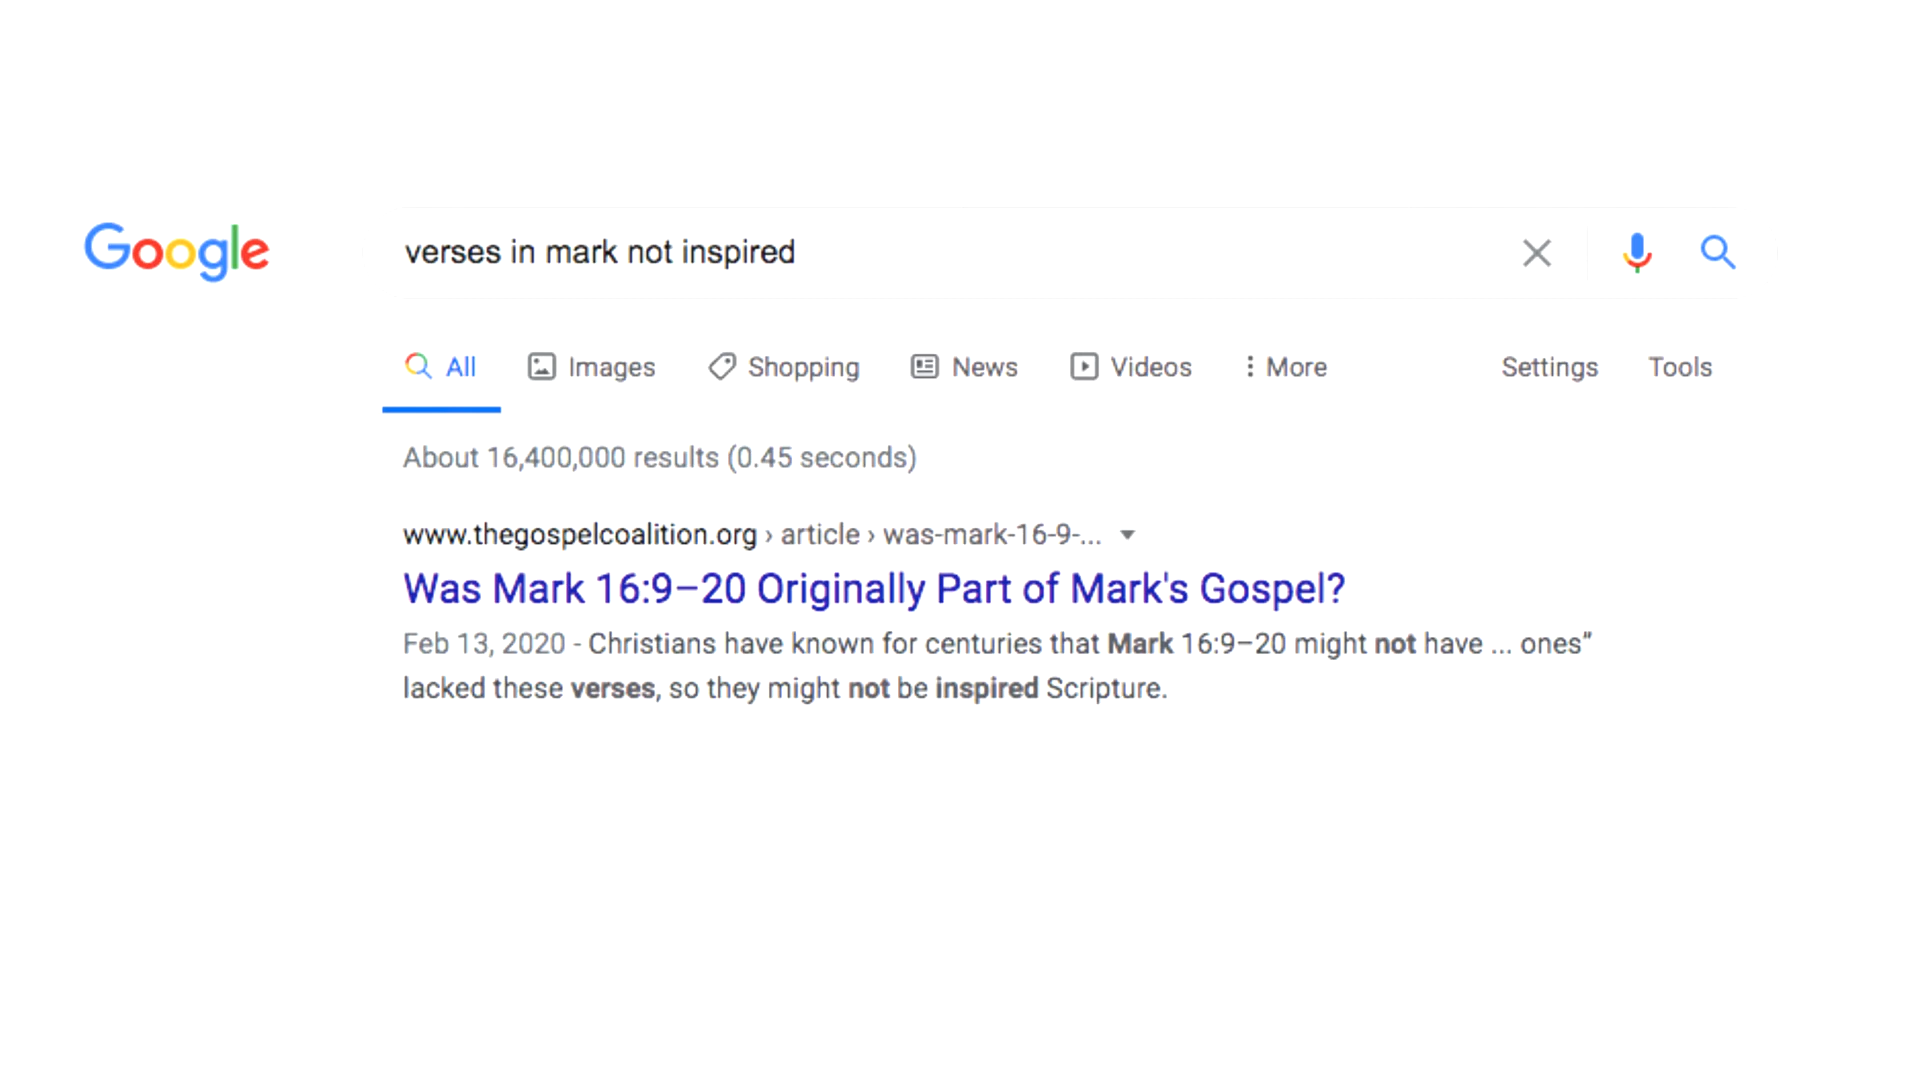 Google
verses in mark not inspired
All Images Shopping News Videos More Settings Tools
About 16,400,000 results (0.45 seconds)
www.thegospelcoalition.org › article › was-mark-16-9-...
Was Mark 16:9–20 Originally Part of Mark's Gospel?
Feb 13, 2020 - Christians have known for centuries that Mark 16:9–20 might not have ... ones”
lacked these verses, so they might not be inspired Scripture.